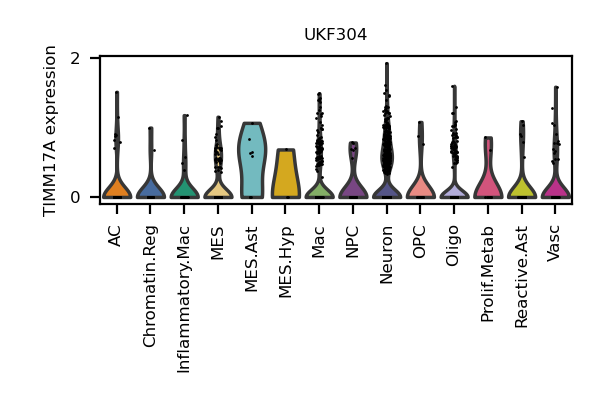 UKF304
TIMM17A expression
2
0
AC
Chromatin.Reg
Inflammatory.Mac
MES
MES.Ast
MES.Hyp
Mac
NPC
Neuron
OPC
Oligo
Prolif.Metab
Reactive.Ast
Vasc